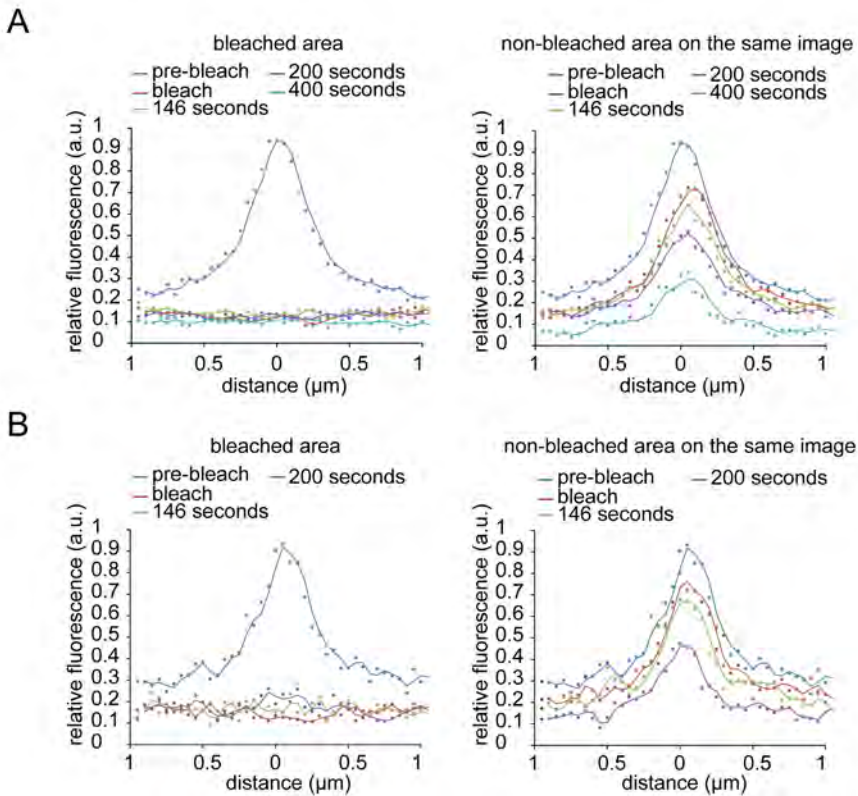 A
bleached area
pre-bleach
200 seconds
bleach
400 seconds
146 seconds
relative fluorescence (a.u.)
1
0.9
0.8
0.7
0.6
0.5
0.4
0.3
0.2
0.1
0
1
0.5
0
0.5
1
distance (µm)
non-bleached area on the same image
pre-bleach
200 seconds
bleach
400 seconds
146 seconds
relative fluorescence (a.u.)
1
0.9
0.8
0.7
0.6
0.5
0.4
0.3
0.2
0.1
0
1
0.5
0
0.5
1
distance (µm)
B
bleached area
pre-bleach
200 seconds
bleach
146 seconds
relative fluorescence (a.u.)
1
0.9
0.8
0.7
0.6
0.5
0.4
0.3
0.2
0.1
0
1
0.5
0
0.5
1
distance (µm)
non-bleached area on the same image
pre-bleach
200 seconds
bleach
146 seconds
relative fluorescence (a.u.)
1
0.9
0.8
0.7
0.6
0.5
0.4
0.3
0.2
0.1
0
1
0.5
0
0.5
1
distance (µm)